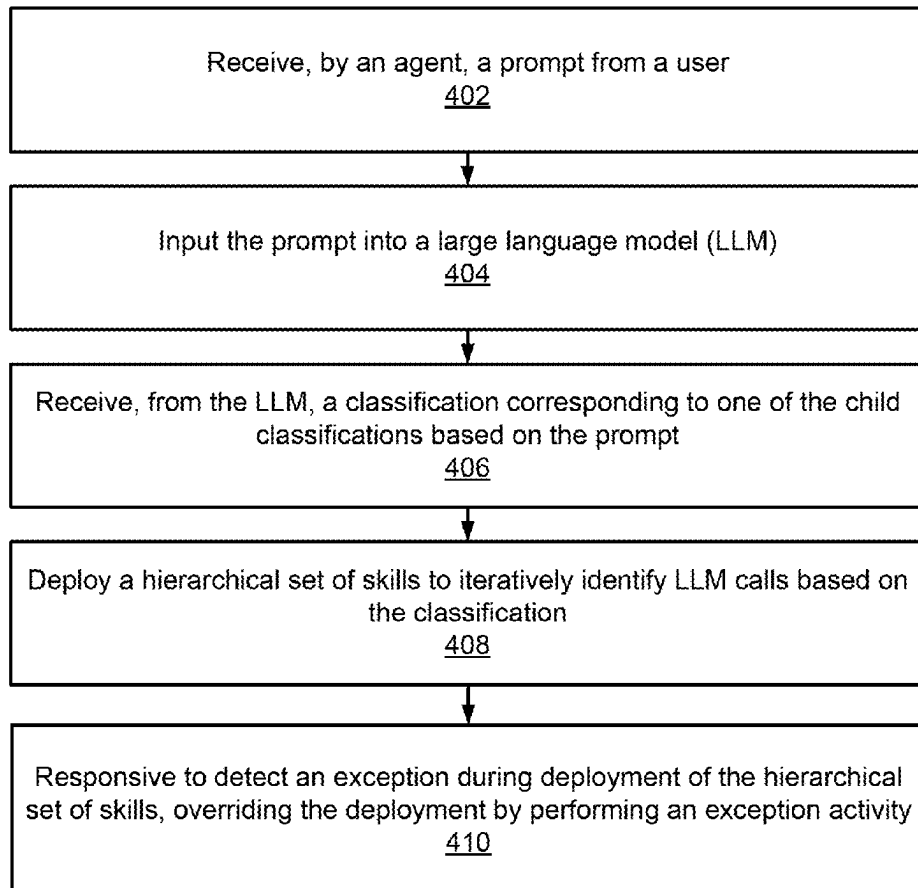 Receive, by an agent, a prompt from a user
402
Input the prompt into a large language model (LLM)
404
Receive, from the LLM, a classification corresponding to one of the child
classifications based on the prompt
406
Deploy a hierarchical set of skills to iteratively identify LLM calls based on
the classification
408
Responsive to detect an exception during deployment of the hierarchical
set of skills, overriding the deployment by performing an exception activity
410